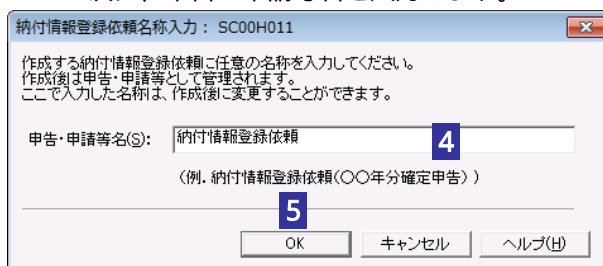 納付情報登録依頼名称入力： SC00H011
作成する納付情報登録依頼に任意の名称を入力してください。
作成後は申告・申請等として管理されます。
ここで入力した名称は、作成後に変更することができます。
申告・申請等名(S): 納付情報登録依頼
4
(例. 納付情報登録依頼(〇〇年分確定申告) )
5
OK キャンセル ヘルプ(H)